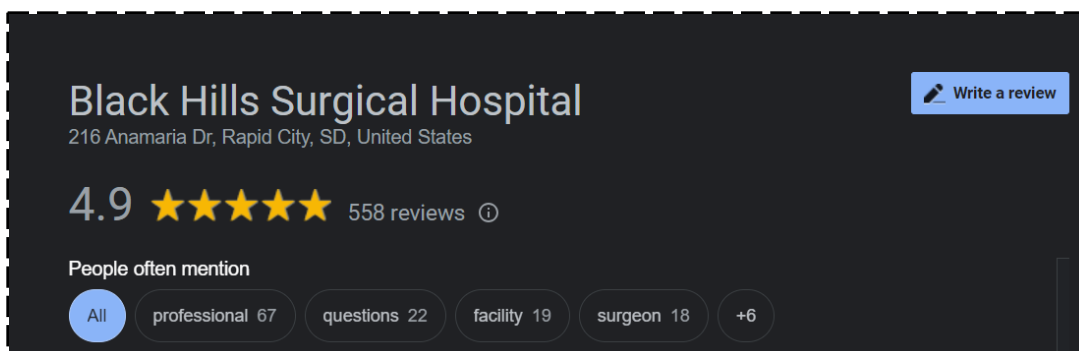 Black Hills Surgical Hospital
Write a review
216 Anamaria Dr, Rapid City, SD, United States
4.9 558 reviews
People often mention
All professional 67 questions 22 facility 19 surgeon 18 +6